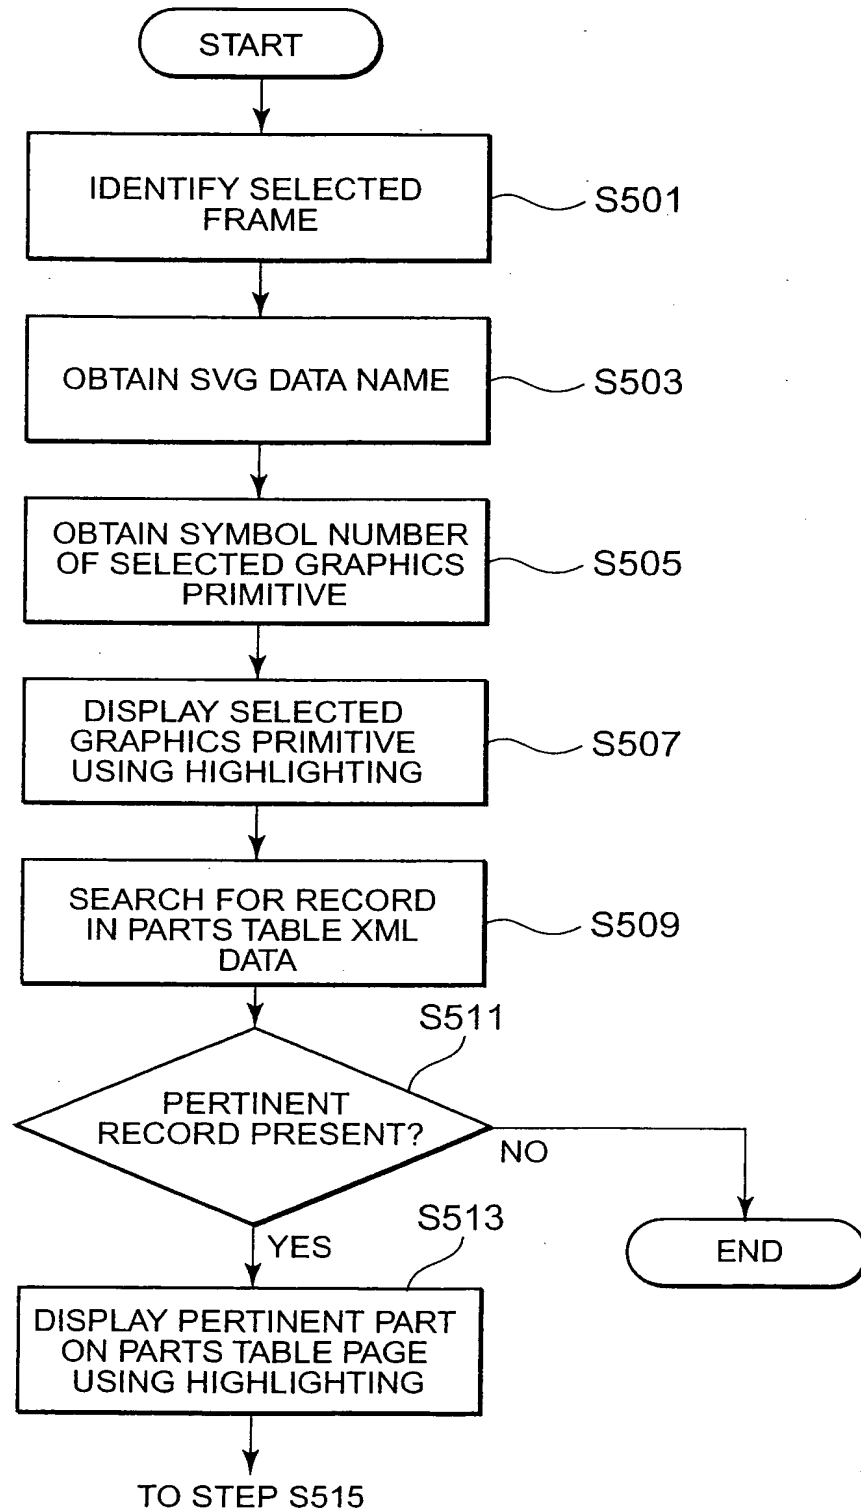 START
IDENTIFY SELECTED
FRAME
S501
OBTAIN SVG DATA NAME
S503
OBTAIN SYMBOL NUMBER
OF SELECTED GRAPHICS
PRIMITIVE
S505
DISPLAY SELECTED
GRAPHICS PRIMITIVE
USING HIGHLIGHTING
S507
SEARCH FOR RECORD
IN PARTS TABLE XML
DATA
S509
S511
PERTINENT
RECORD PRESENT?
NO
YES
END
S513
DISPLAY PERTINENT PART
ON PARTS TABLE PAGE
USING HIGHLIGHTING
TO STEP S515